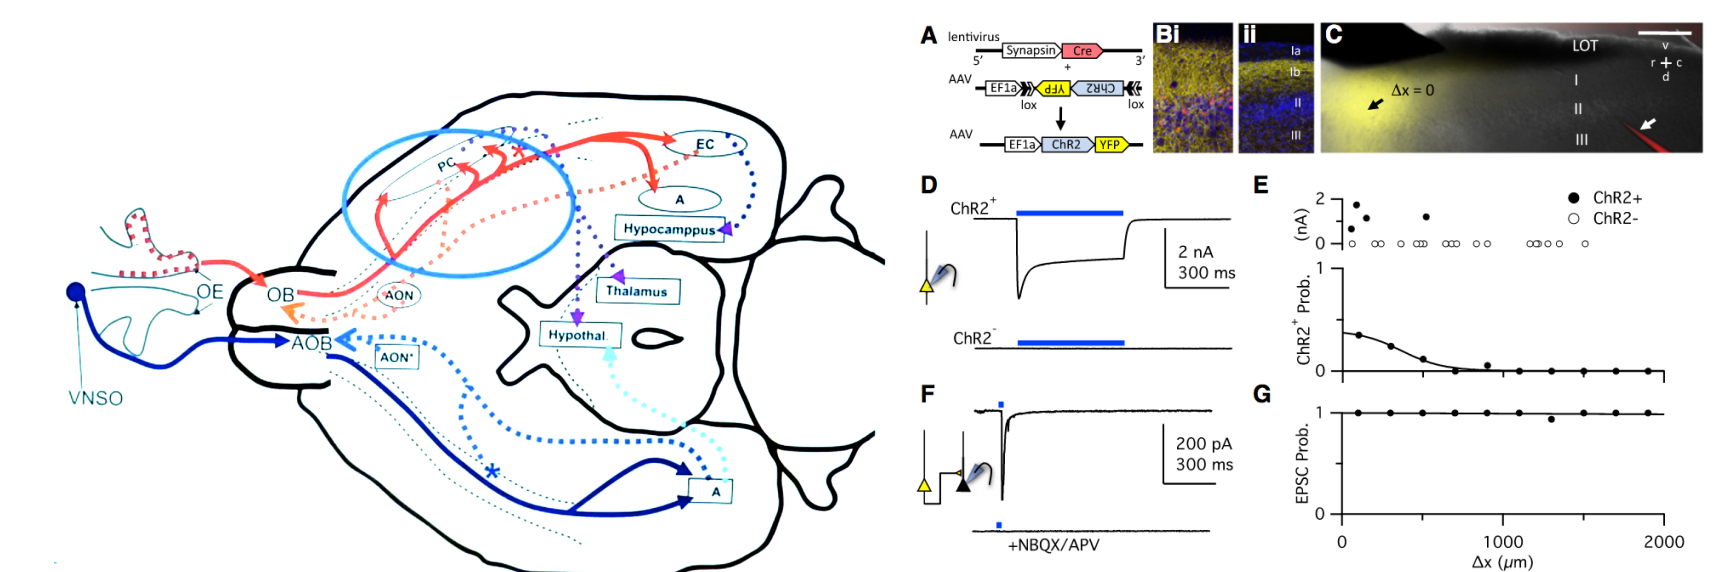 PC
EC
A
Hypocamppus
OE
OB
AON
Thalamus
Hypothal.
AOB
AON*
VNSO
A
A
lentivirus
Synapsin
Cre
5'
3'
+
AAV
EF1a
YFP
ChR2
lox
lox
AAV
EF1a
ChR2
YFP
Bi
ii
Ia
Ib
II
III
C
LOT
v
r
c
d
Δx = 0
I
II
III
D
ChR2+
2 nA
300 ms
ChR2-
E
2
(nA)
0
ChR2+
ChR2-
1
ChR2+ Prob.
0
F
200 pA
300 ms
+NBQX/APV
G
1
EPSC Prob.
0
0
1000
2000
Δx (μm)